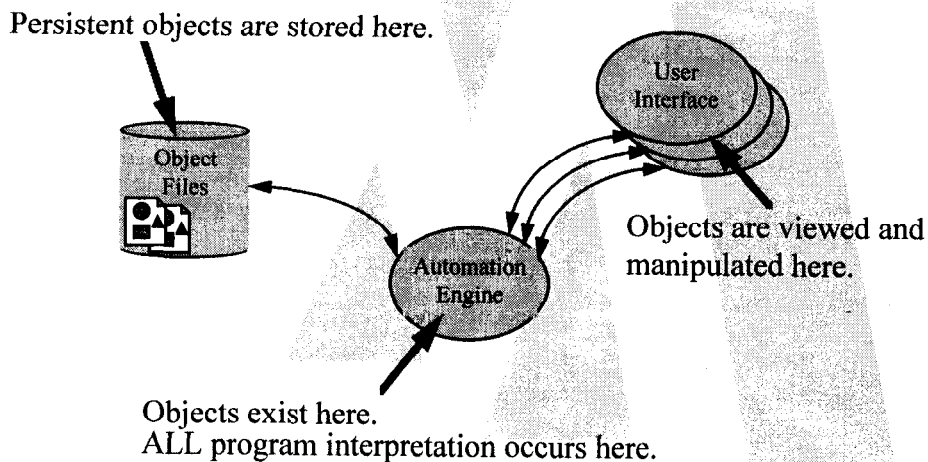 Persistent objects are stored here.
User
Interface
Object
Files
Objects are viewed and
manipulated here.
Automation
Engine
Objects exist here.
ALL program interpretation occurs here.